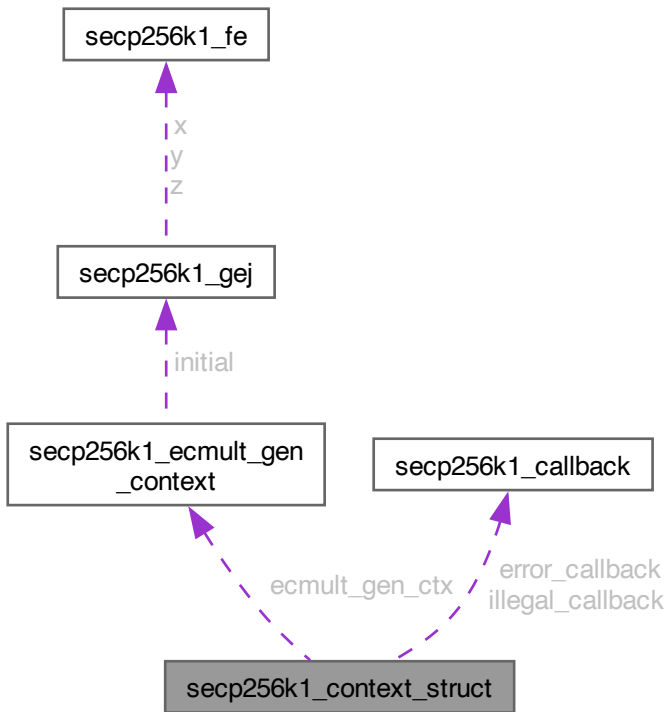 secp256k1_fe
x
y
z
secp256k1_gej
initial
secp256k1_ecmult_gen
_context
secp256k1_callback
ecmult_gen_ctx
error_callback
illegal_callback
secp256k1_context_struct